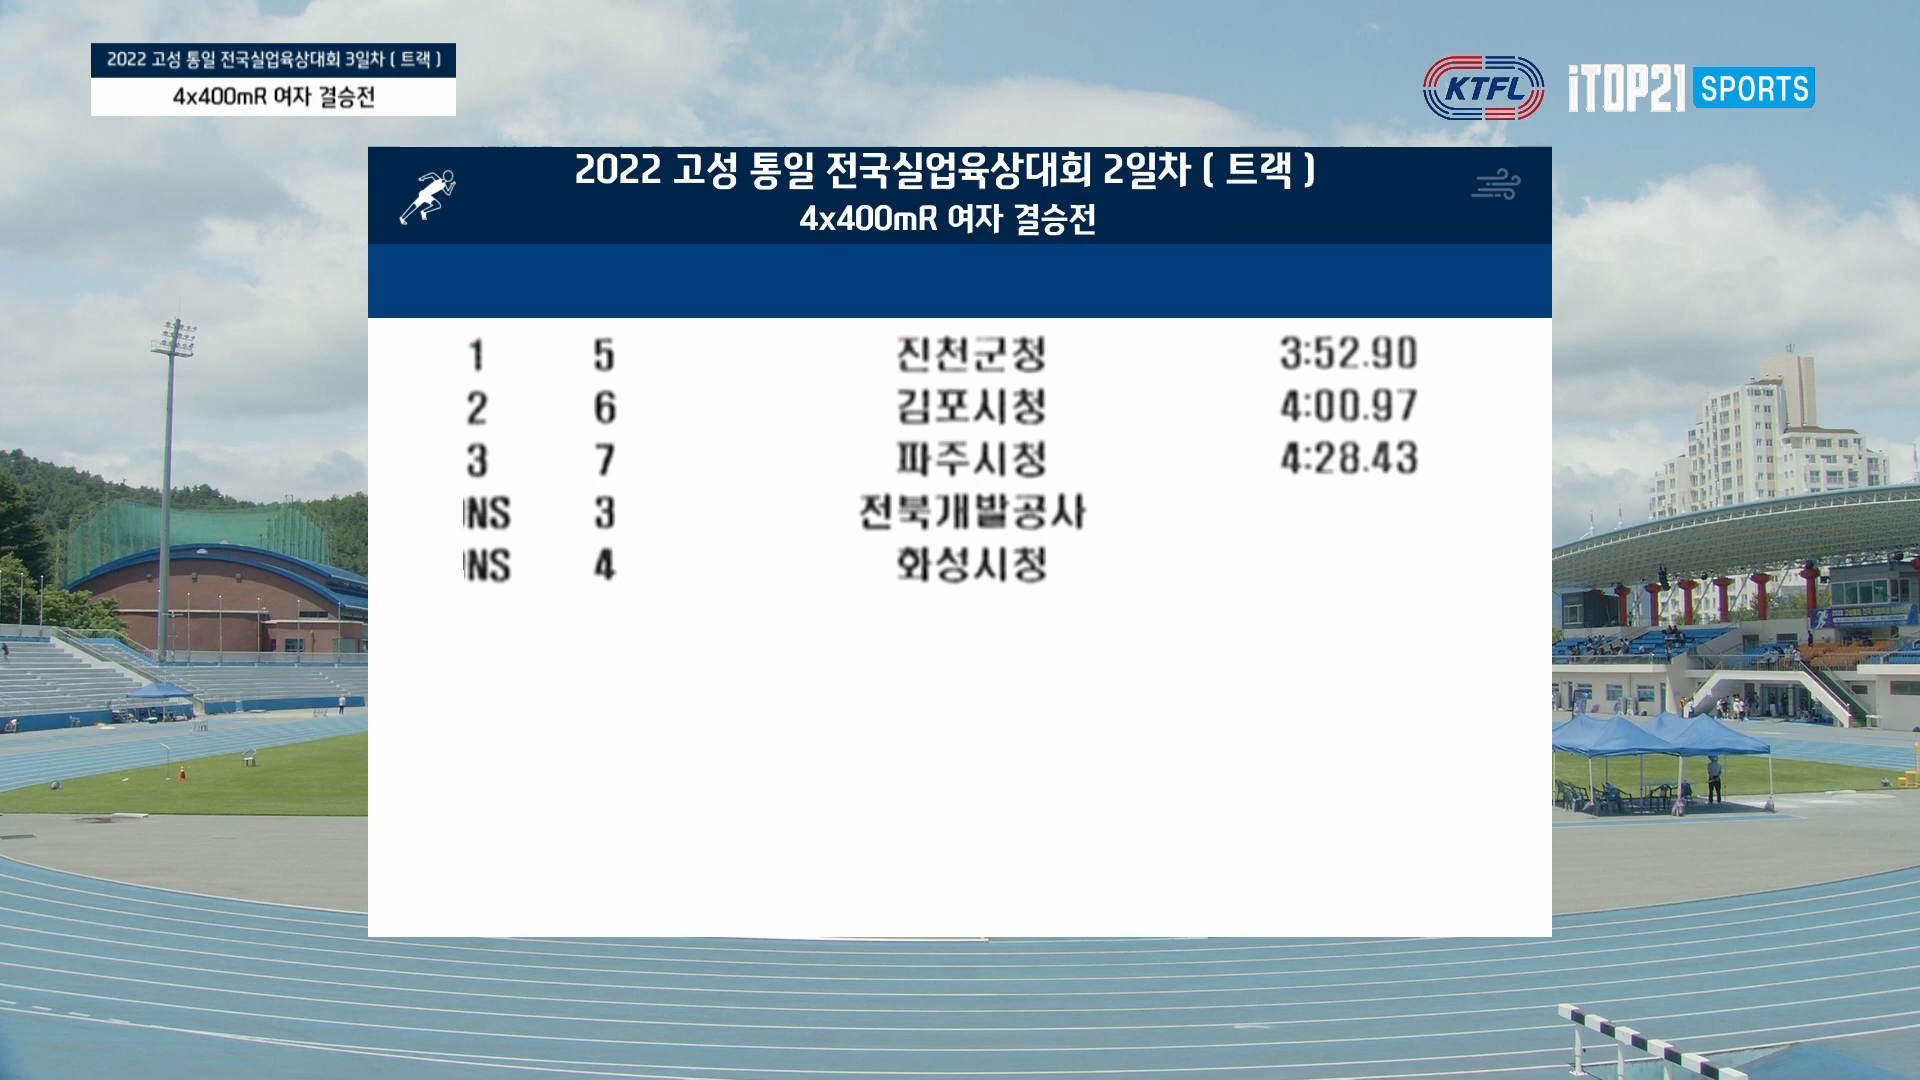 2022 고성 통일 전국실업육상대회 3일차 ( 트랙 )
4x400mR 여자 결승전
KTFL
iTOP21 SPORTS
2022 고성 통일 전국실업육상대회 2일차 ( 트랙 )
4x400mR 여자 결승전
1 5 진천군청 3:52.90
2 6 김포시청 4:00.97
3 7 파주시청 4:28.43
NS 3 전북개발공사
NS 4 화성시청